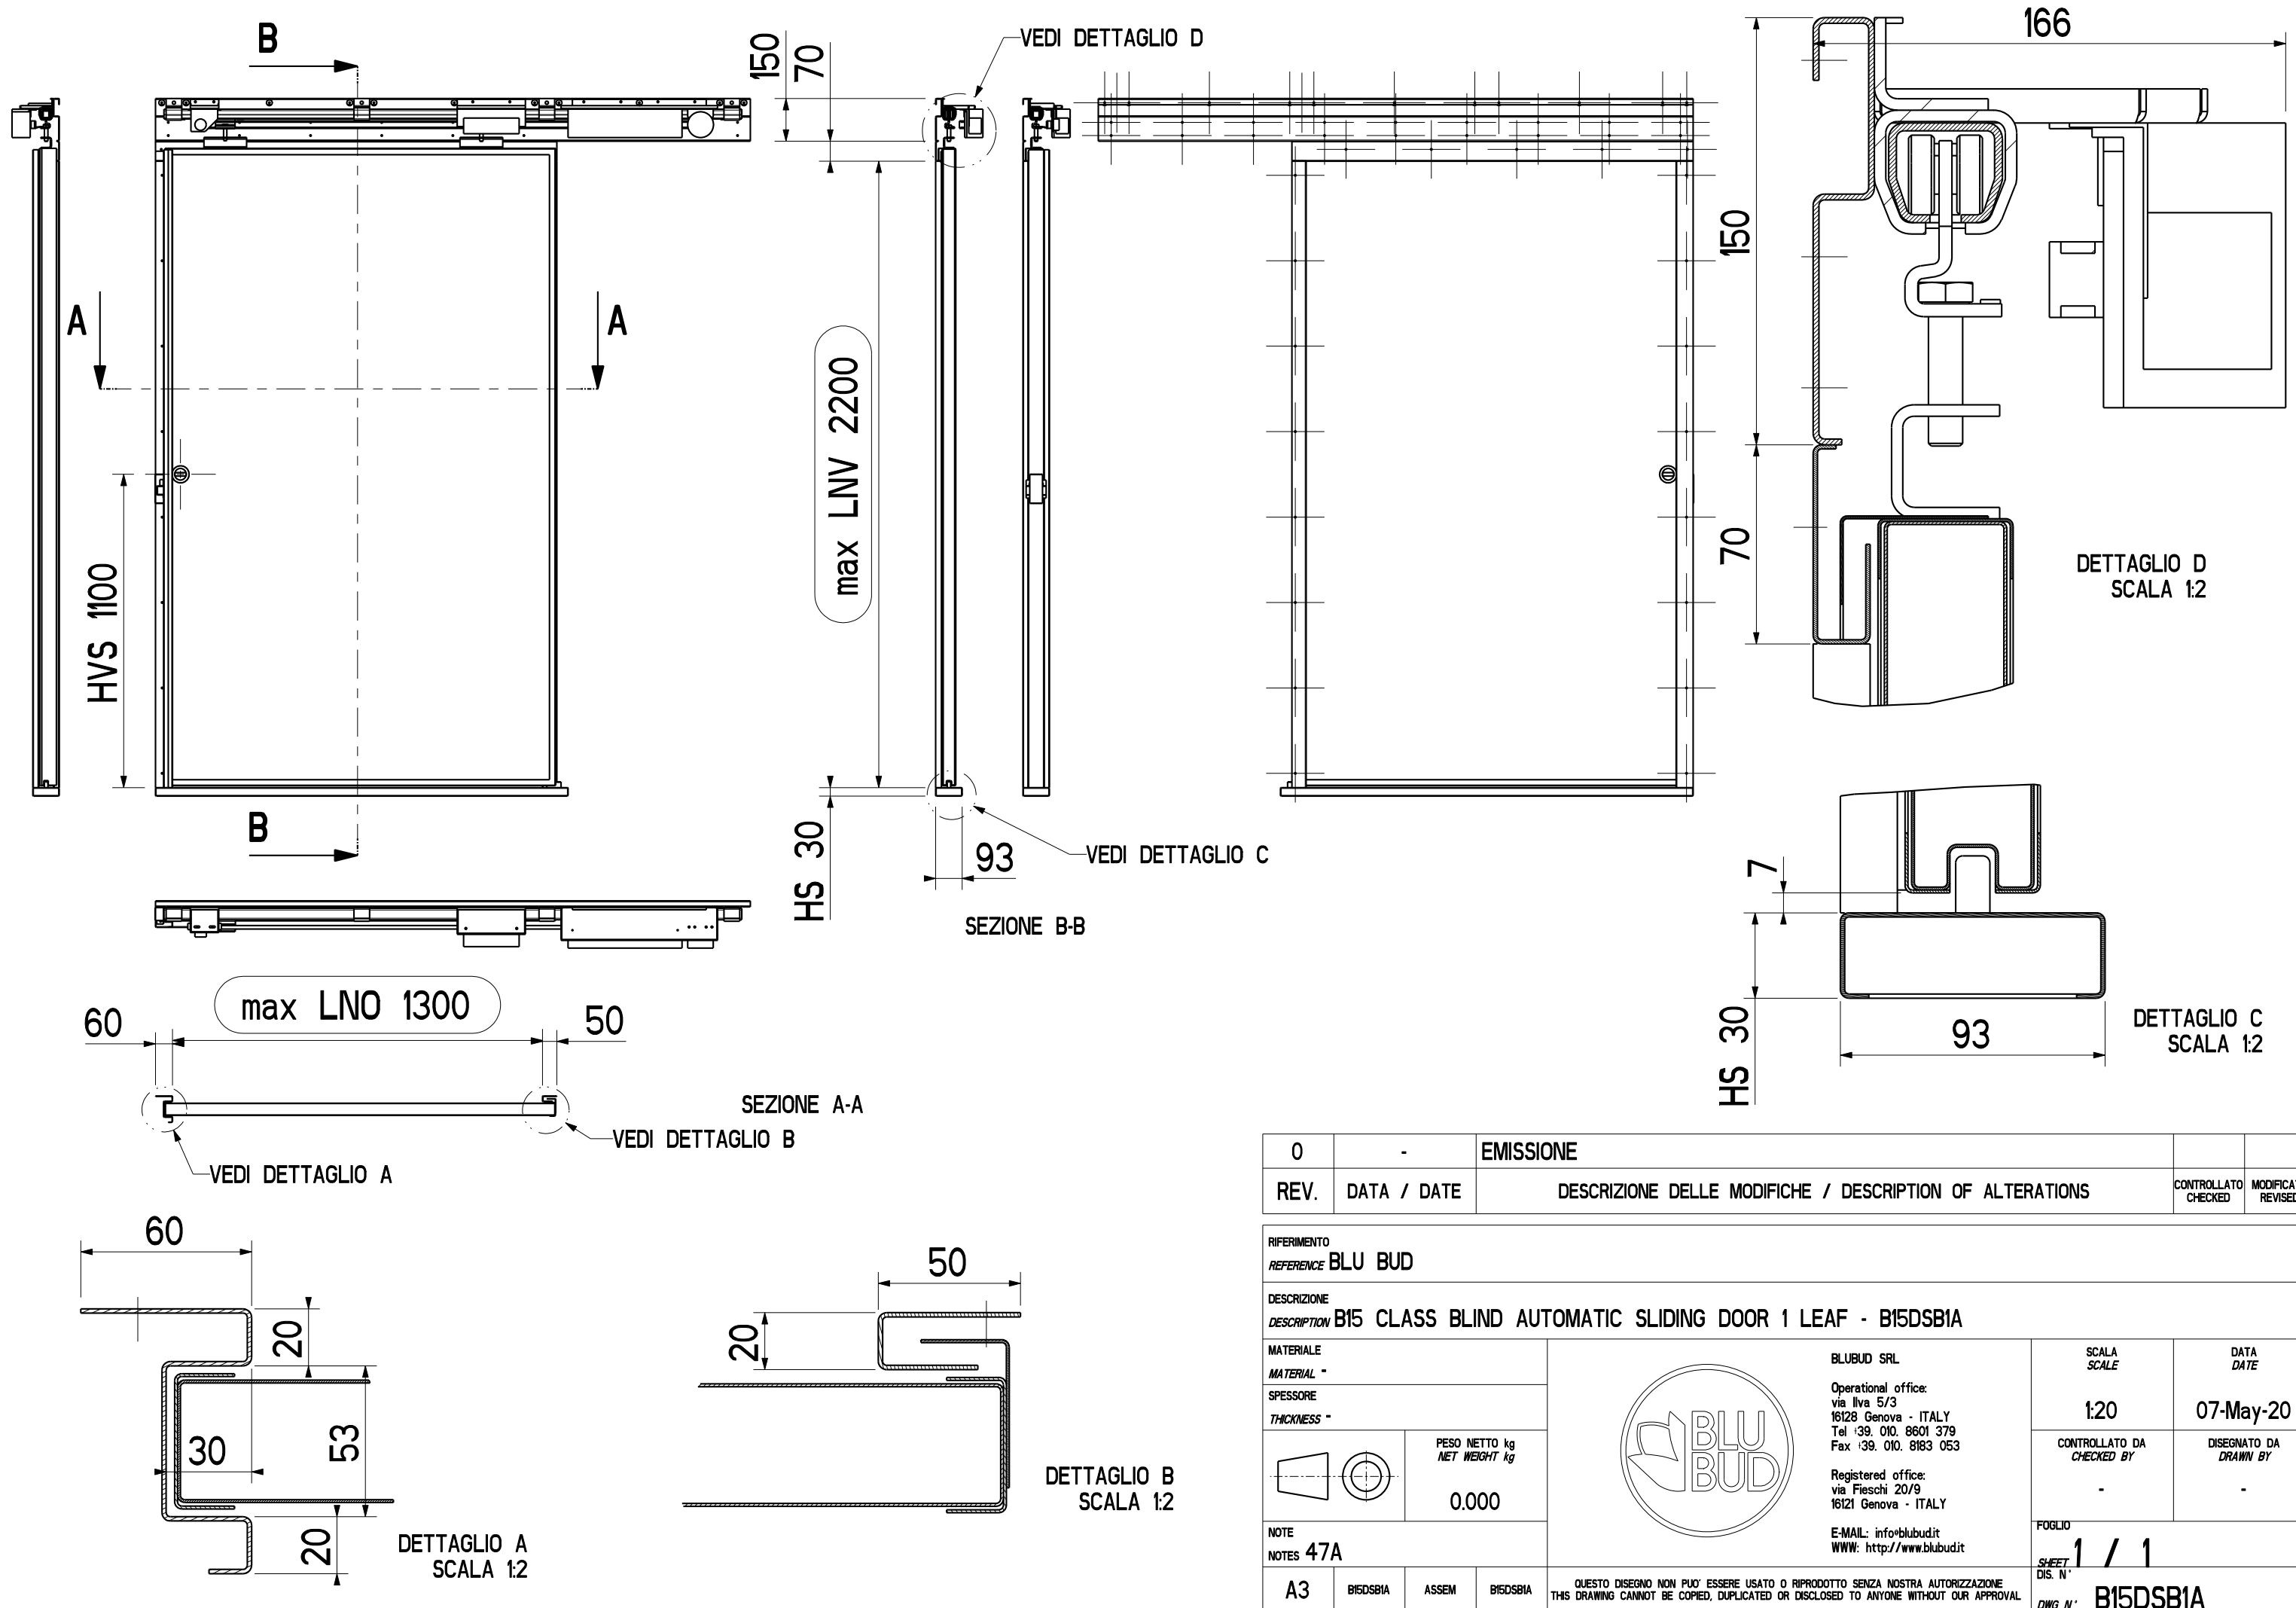 B
150
70
VEDI DETTAGLIO D
166
A
A
max LNV 2200
150
HVS 1100
70
DETTAGLIO D
SCALA 1:2
B
HS 30
93
VEDI DETTAGLIO C
SEZIONE B-B
7
HS 30
93
DETTAGLIO C
SCALA 1:2
max LNO 1300
60
50
SEZIONE A-A
VEDI DETTAGLIO B
VEDI DETTAGLIO A
60
20
30
53
20
DETTAGLIO A
SCALA 1:2
50
20
DETTAGLIO B
SCALA 1:2
0 - EMISSIONE
REV. DATA / DATE DESCRIZIONE DELLE MODIFICHE / DESCRIPTION OF ALTERATIONS
CONTROLLATO
CHECKED
RIFERIMENTO
REFERENCE BLU BUD
DESCRIZIONE
DESCRIPTION B15 CLASS BLIND AUTOMATIC SLIDING DOOR 1 LEAF - B15DSB1A
MATERIALE
MATERIAL -
SPESSORE
THICKNESS -
PESO NETTO kg
NET WEIGHT kg
0.000
NOTE
NOTES 47A
A3 B15DSB1A ASSEM B15DSB1A
BLU
BUD
BLUBUD SRL
Operational office:
via Ilva 5/3
16128 Genova - ITALY
Tel +39. 010. 8601 379
Fax +39. 010. 8183 053
Registered office:
via Fieschi 20/9
16121 Genova - ITALY
E-MAIL: info@blubud.it
WWW: http://www.blubud.it
QUESTO DISEGNO NON PUO' ESSERE USATO O RIPRODOTTO SENZA NOSTRA AUTORIZZAZIONE
THIS DRAWING CANNOT BE COPIED, DUPLICATED OR DISCLOSED TO ANYONE WITHOUT OUR APPROVAL
SCALA
SCALE
1:20
DATA
DATE
07-May-20
CONTROLLATO DA
CHECKED BY
-
DISEGNATO DA
DRAWN BY
-
FOGLIO
SHEET 1 / 1
DIS. N°
DWG N° B15DSB1A